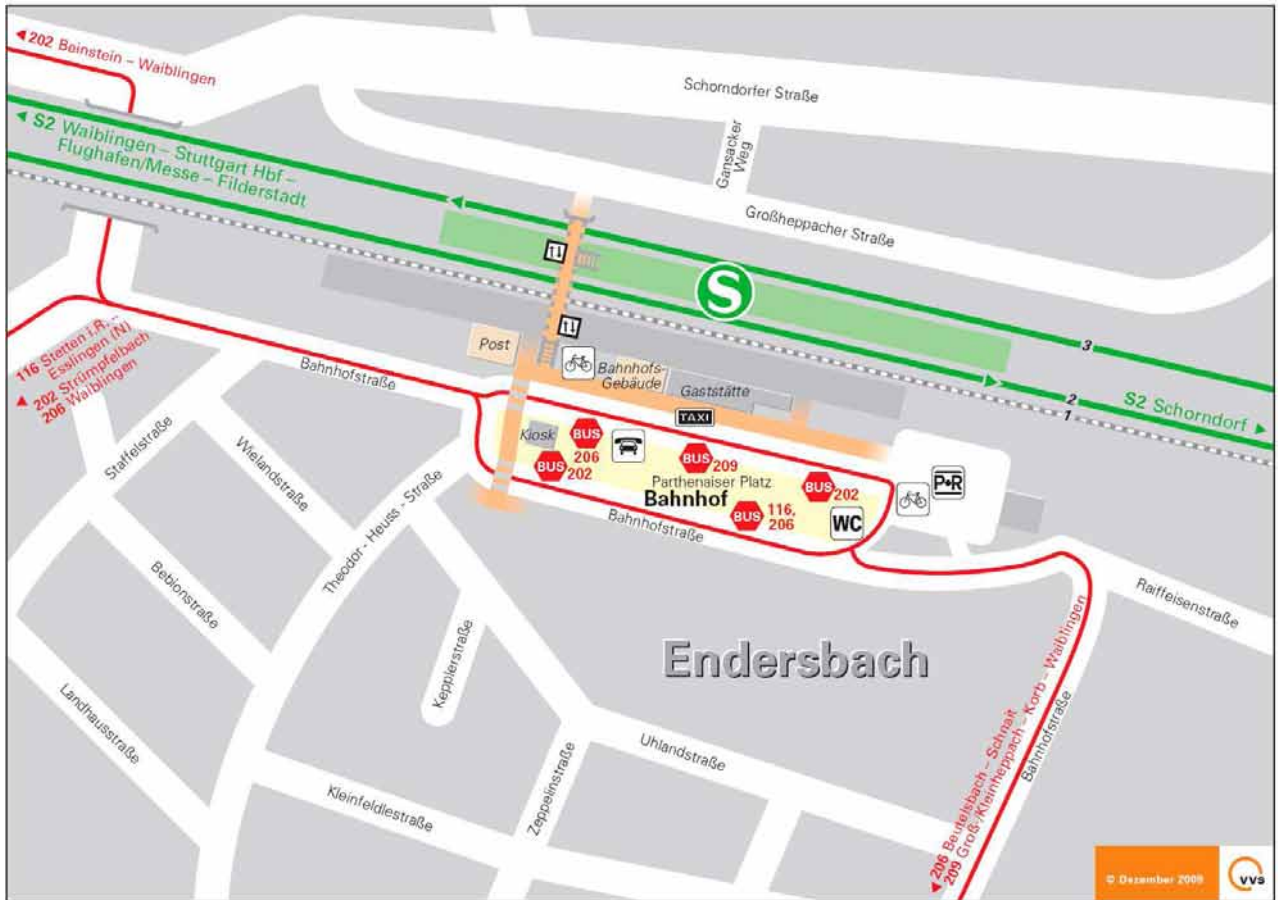 202 Beinstein – Waiblingen
Schorndorfer Straße
S2 Waiblingen – Stuttgart Hbf –
Flughafen/Messe – Filderstadt
Gansacker
Weg
Großheppacher Straße
S
3
2
1
S2 Schorndorf
116 Stetten i.R.
Esslingen (N)
202 Strümpfelbach
206 Waiblingen
Post
Bahnhofs-
Gebäude
Gaststätte
Bahnhofstraße
TAXI
Kiosk
BUS
206
BUS
202
BUS
209
BUS
202
Parthenaiser Platz
Bahnhof
BUS
116,
206
WC
P+R
Bahnhofstraße
Staffelstraße
Wielandstraße
Theodor-Heuss-Straße
Bebionstraße
Kepplerstraße
Landhausstraße
Endersbach
Raiffeisenstraße
Uhlandstraße
Zeppelinstraße
Kleinfeldlestraße
Bahnhofstraße
206 Beutelsbach – Schnait
209 Groß-/Kleinheppach – Korb – Waiblingen
© Dezember 2009
vvs